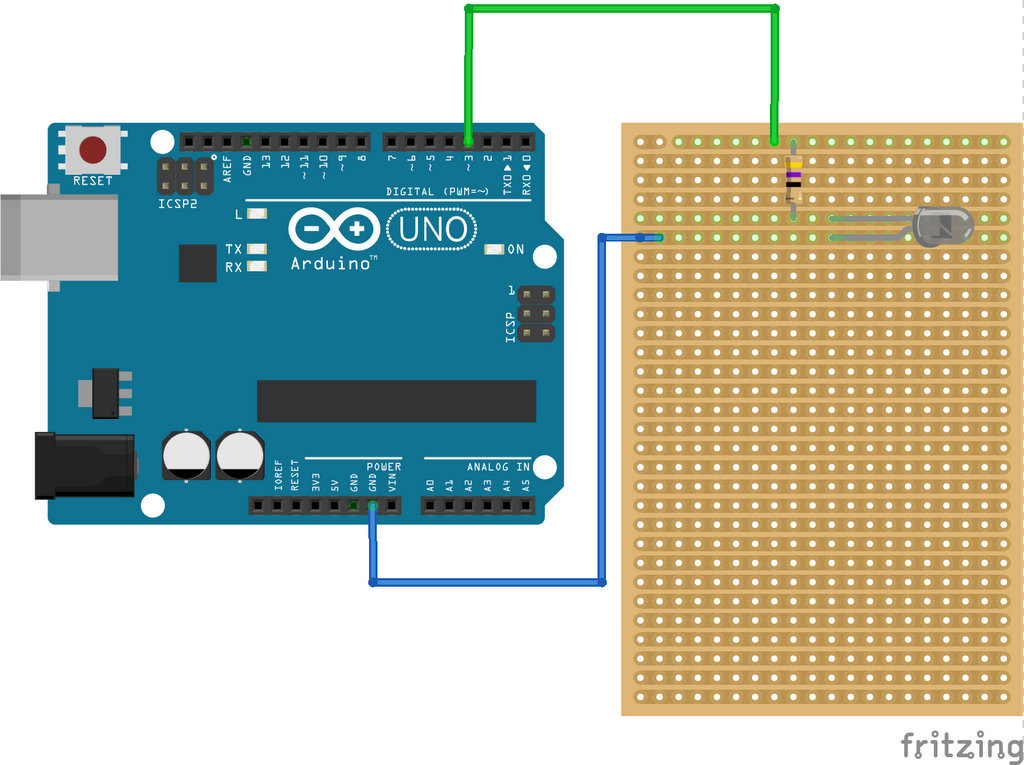 RESET
ICSP2
AREF
GND
13
12
~11
~10
~9
8
7
~6
~5
4
~3
2
TX0▶1
RX0◀0
DIGITAL (PWM=~)
L
TX
RX
UNO
Arduino™
ON
1
ICSP
POWER
ANALOG IN
IOREF
RESET
3V3
5V
GND
GND
VIN
A0
A1
A2
A3
A4
A5
fritzing